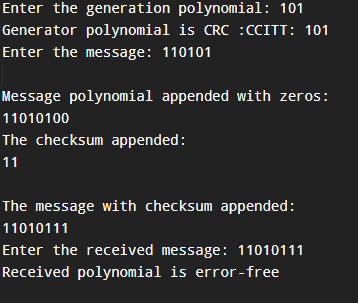 Enter the generation polynomial: 101
Generator polynomial is CRC :CCITT: 101
Enter the message: 110101
Message polynomial appended with zeros:
11010100
The checksum appended:
11
The message with checksum appended:
11010111
Enter the received message: 11010111
Received polynomial is error-free